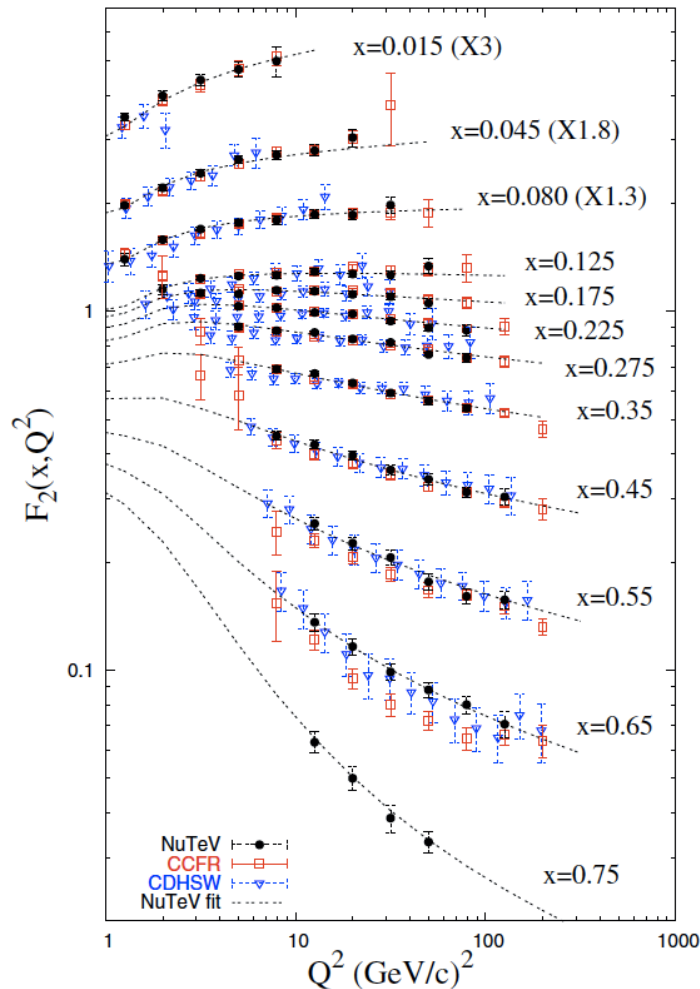 x=0.015 (X3)
x=0.045 (X1.8)
x=0.080 (X1.3)
x=0.125
x=0.175
x=0.225
x=0.275
x=0.35
x=0.45
x=0.55
x=0.65
x=0.75
1
0.1
F₂(x,Q²)
NuTeV
CCFR
CDHSW
NuTeV fit
1
10
100
1000
Q² (GeV/c)²